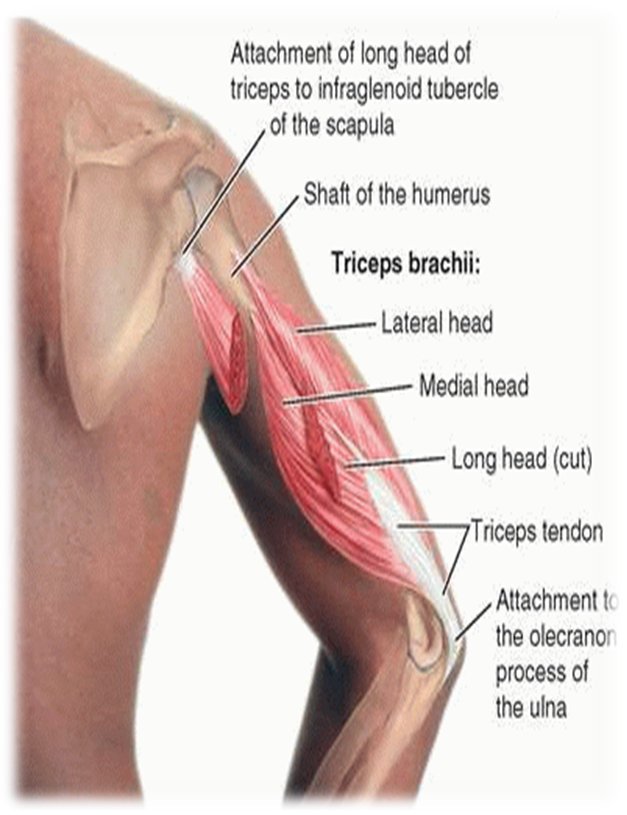 Attachment of long head of
triceps to infraglenoid tubercle
of the scapula
Shaft of the humerus
Triceps brachii:
Lateral head
Medial head
Long head (cut)
Triceps tendon
Attachment to
the olecranon
process of
the ulna